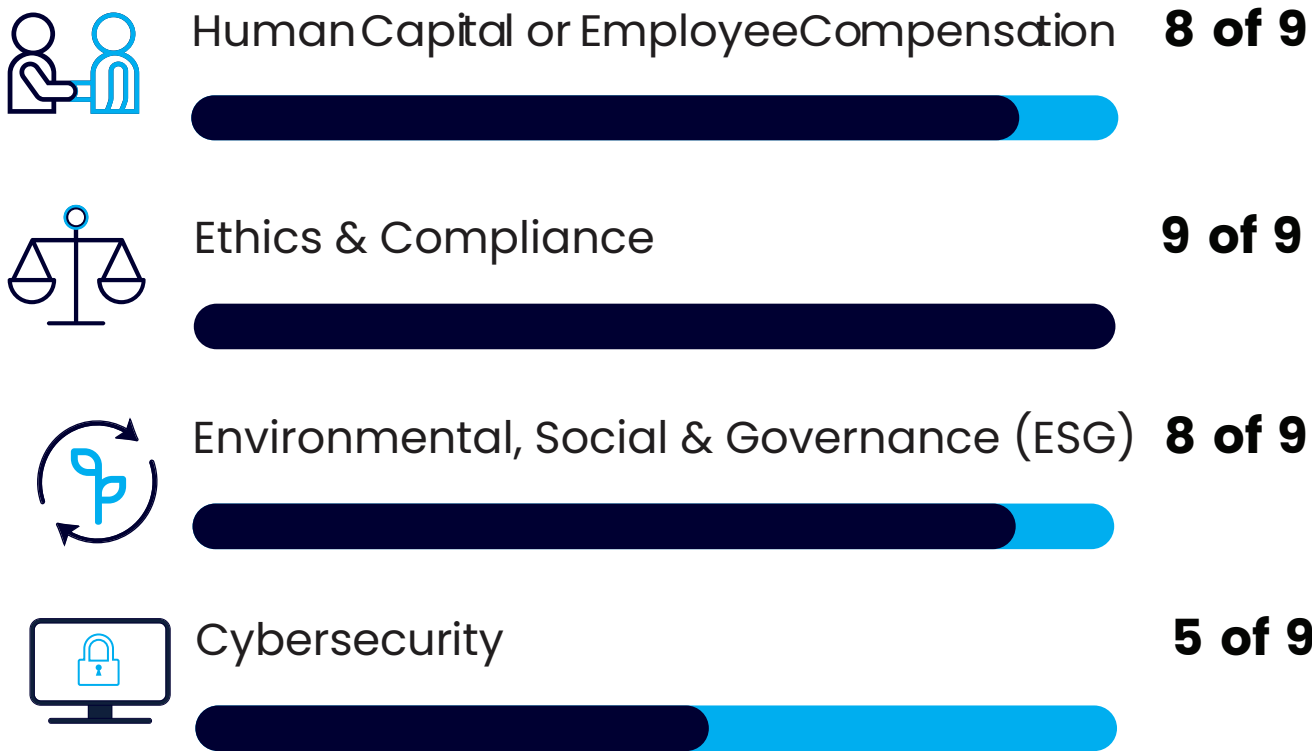 Human Capital or Employee Compensation 8 of 9
Ethics & Compliance 9 of 9
Environmental, Social & Governance (ESG) 8 of 9
Cybersecurity 5 of 9